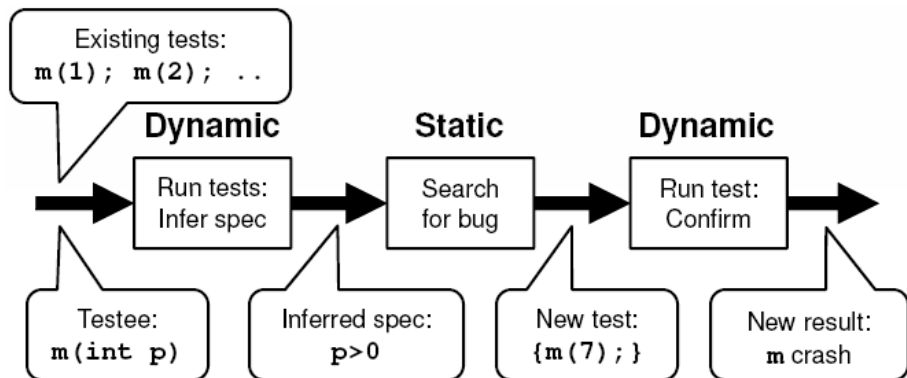 Existing tests:
m(1); m(2); ..
Dynamic
Static
Dynamic
Run tests:
Infer spec
Search
for bug
Run test:
Confirm
Testee:
m(int p)
Inferred spec:
p>0
New test:
{m(7);}
New result:
m crash